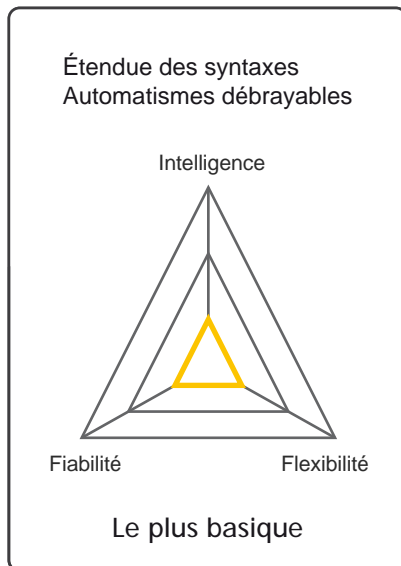 Étendue des syntaxes
Automatismes débrayables
Intelligence
Fiabilité
Flexibilité
Le plus basique